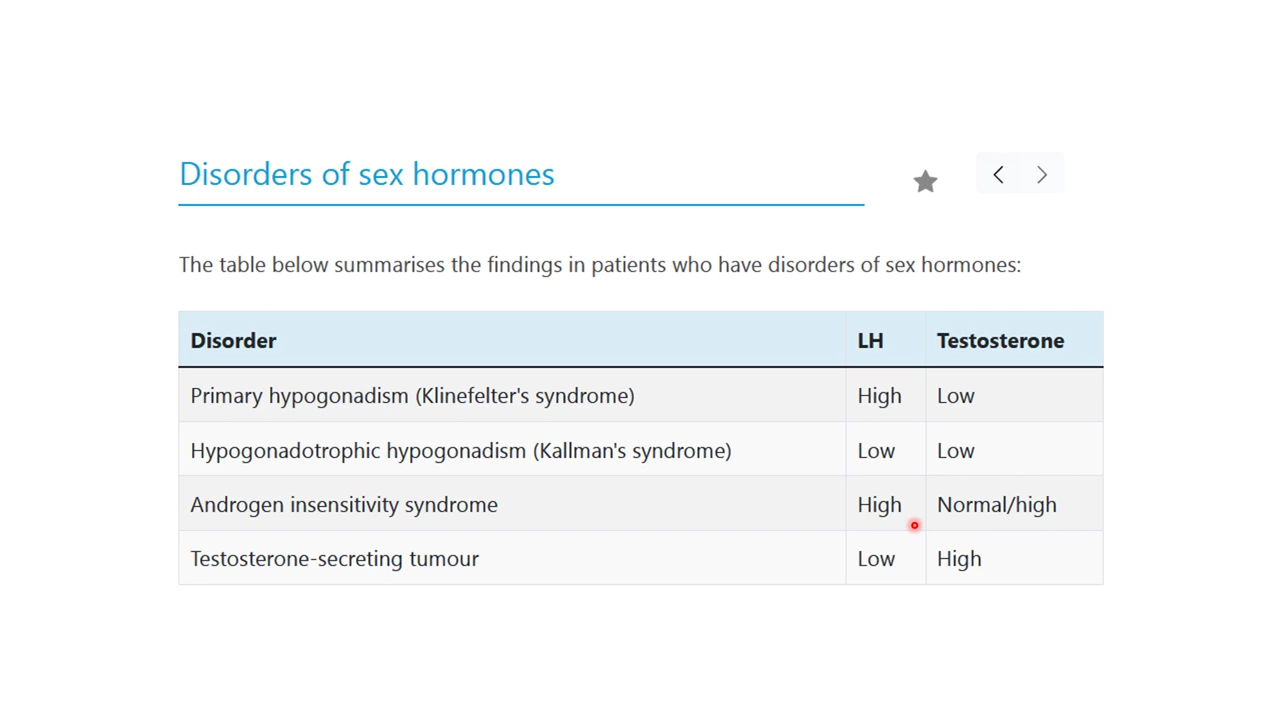 Disorders of sex hormones
The table below summarises the findings in patients who have disorders of sex hormones:
Disorder LH Testosterone
Primary hypogonadism (Klinefelter's syndrome) High Low
Hypogonadotrophic hypogonadism (Kallman's syndrome) Low Low
Androgen insensitivity syndrome High Normal/high
Testosterone-secreting tumour Low High